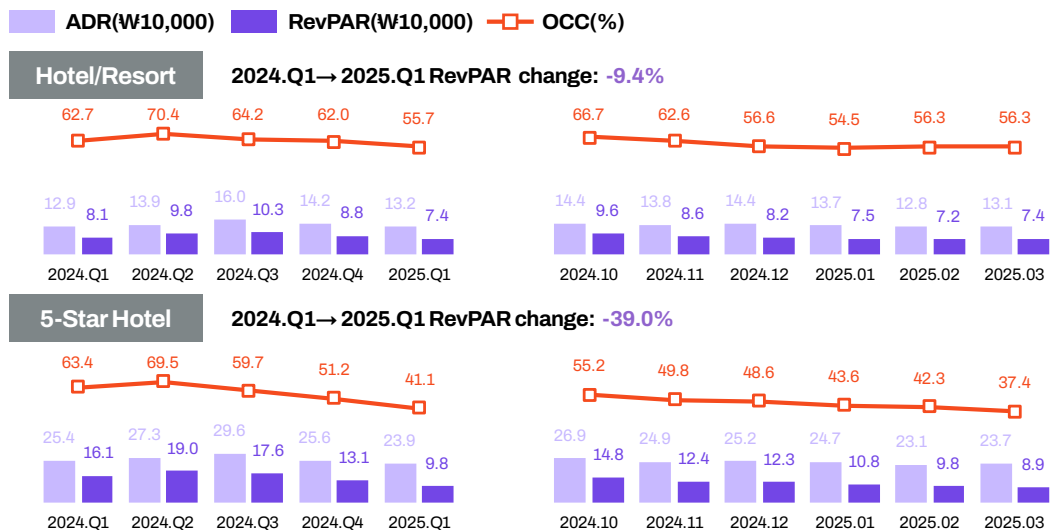 ADR(₩10,000) RevPAR(₩10,000) OCC(%)
Hotel/Resort 2024.Q1→ 2025.Q1 RevPAR change: -9.4%
62.7 70.4 64.2 62.0 55.7
12.9 8.1 13.9 9.8 16.0 10.3 14.2 8.8 13.2 7.4
2024.Q1 2024.Q2 2024.Q3 2024.Q4 2025.Q1
66.7 62.6 56.6 54.5 56.3 56.3
14.4 9.6 13.8 8.6 14.4 8.2 13.7 7.5 12.8 7.2 13.1 7.4
2024.10 2024.11 2024.12 2025.01 2025.02 2025.03
5-Star Hotel 2024.Q1→ 2025.Q1 RevPAR change: -39.0%
63.4 69.5 59.7 51.2 41.1
25.4 16.1 27.3 19.0 29.6 17.6 25.6 13.1 23.9 9.8
2024.Q1 2024.Q2 2024.Q3 2024.Q4 2025.Q1
55.2 49.8 48.6 43.6 42.3 37.4
26.9 14.8 24.9 12.4 25.2 12.3 24.7 10.8 23.1 9.8 23.7 8.9
2024.10 2024.11 2024.12 2025.01 2025.02 2025.03